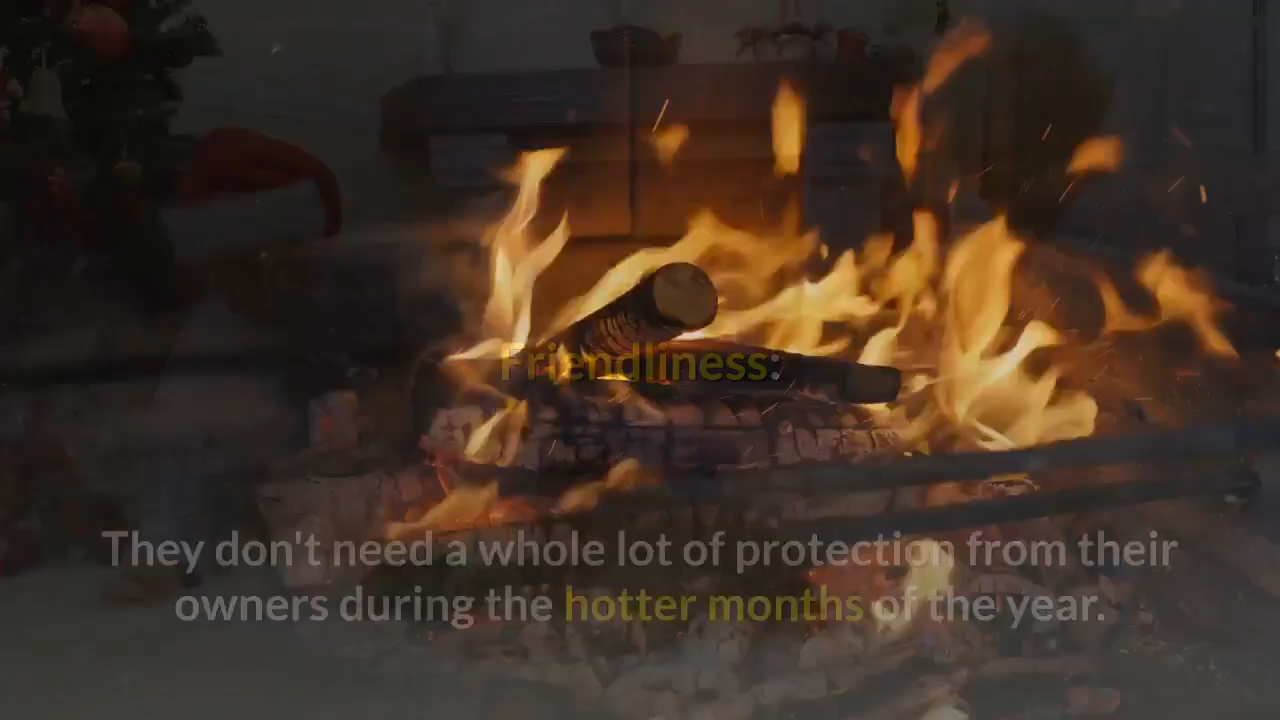 Friendliness:
They don't need a whole lot of protection from their
owners during the hotter months of the year.